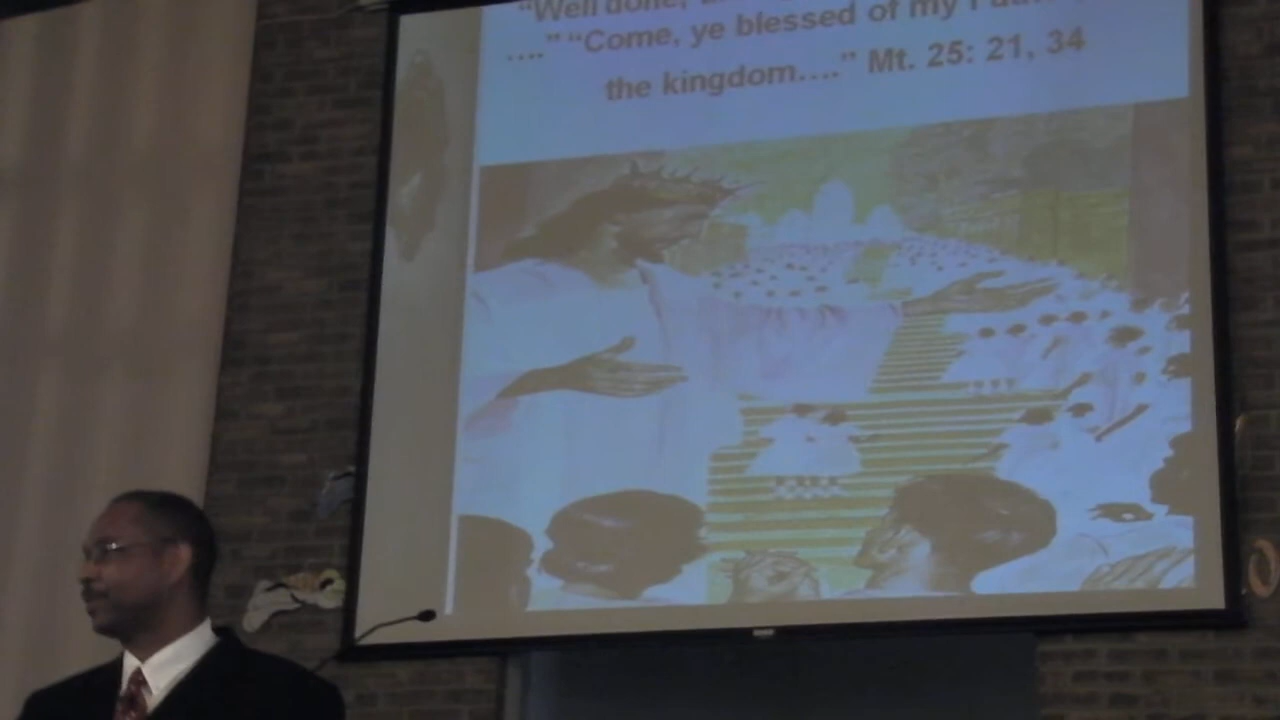 “Well done,
….” “Come, ye blessed of my
the kingdom….” Mt. 25: 21, 34